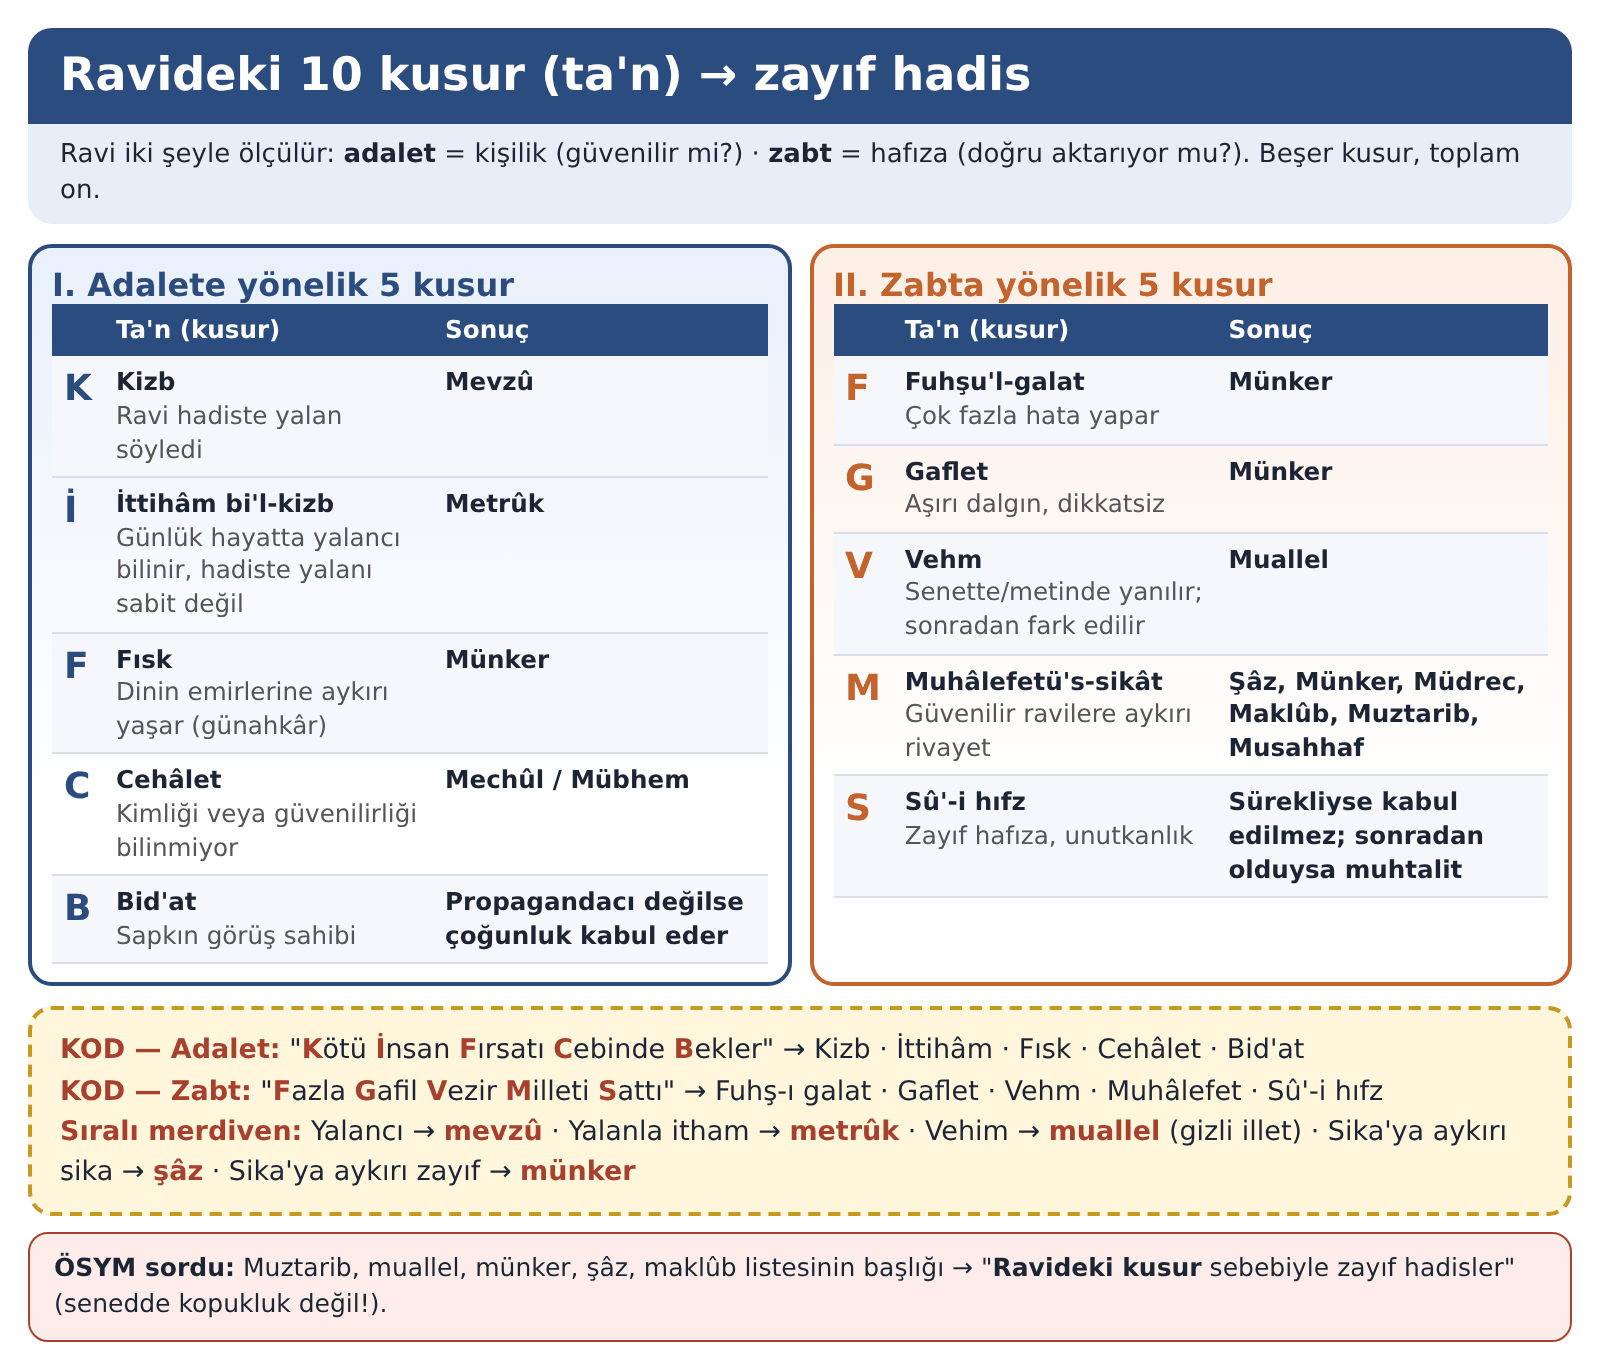 Ravideki 10 kusur (ta'n) → zayıf hadis
Ravi iki şeyle ölçülür: adalet = kişilik (güvenilir mi?) · zabt = hafıza (doğru aktarıyor mu?). Beşer kusur, toplam
on.
I. Adalete yönelik 5 kusur
Ta'n (kusur) Sonuç
K Kizb Mevzû
Ravi hadiste yalan
söyledi
İ İttihâm bi'l-kizb Metrûk
Günlük hayatta yalancı
bilinir, hadiste yalanı
sabit değil
F Fısk Münker
Dinin emirlerine aykırı
yaşar (günahkâr)
C Cehâlet Mechûl / Mübhem
Kimliği veya güvenilirliği
bilinmiyor
B Bid'at Propagandacı değilse
Sapkın görüş sahibi çoğunluk kabul eder
II. Zabta yönelik 5 kusur
Ta'n (kusur) Sonuç
F Fuhşu'l-galat Münker
Çok fazla hata yapar
G Gaflet Münker
Aşırı dalgın, dikkatsiz
V Vehm Muallel
Senette/metinde yanılır;
sonradan fark edilir
M Muhâlefetü's-sikât Şâz, Münker, Müdrec,
Güvenilir ravilere aykırı Maklûb, Muztarib,
rivayet Musahhaf
S Sû'-i hıfz Sürekliyse kabul
Zayıf hafıza, unutkanlık edilmez; sonradan
olduysa muhtalit
KOD — Adalet: "Kötü İnsan Fırsatı Cebinde Bekler" → Kizb · İttihâm · Fısk · Cehâlet · Bid'at
KOD — Zabt: "Fazla Gafil Vezir Milleti Sattı" → Fuhş-ı galat · Gaflet · Vehm · Muhâlefet · Sû'-i hıfz
Sıralı merdiven: Yalancı → mevzû · Yalanla itham → metrûk · Vehim → muallel (gizli illet) · Sika'ya aykırı
sika → şâz · Sika'ya aykırı zayıf → münker
ÖSYM sordu: Muztarib, muallel, münker, şâz, maklûb listesinin başlığı → "Ravideki kusur sebebiyle zayıf hadisler"
(senedde kopukluk değil!).